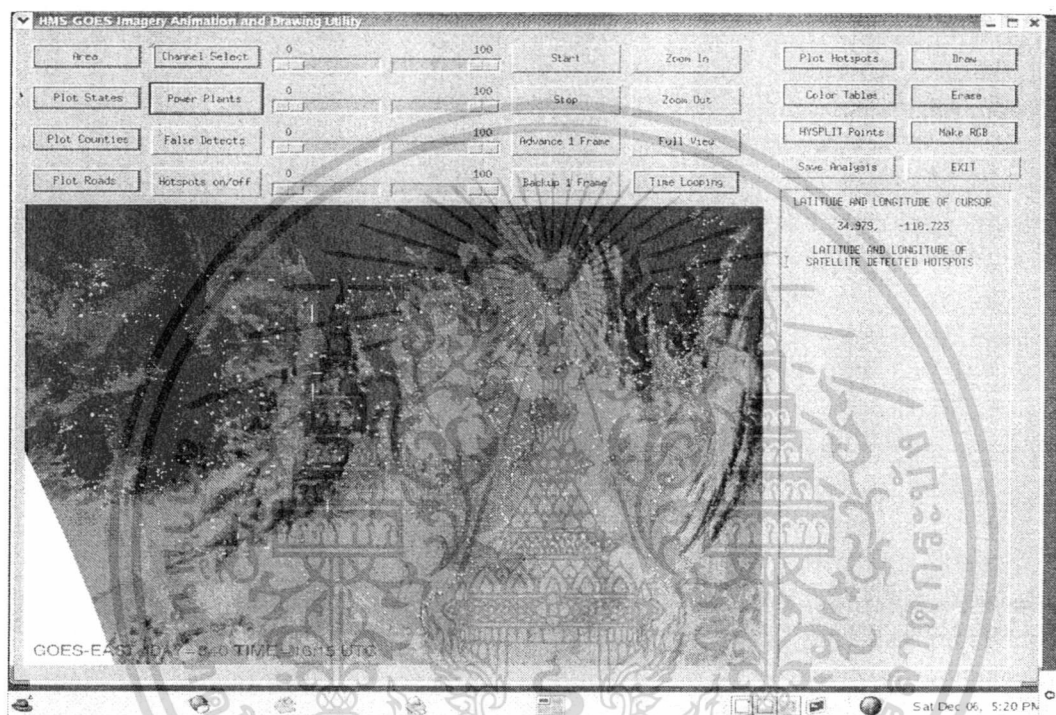 HMS GOES Imagery Animation and Drawing Utility
Area
Channel Select
0
100
Start
Zoom In
Plot Hotspots
Draw
Plot States
Power Plants
Stop
Zoom Out
Color Tables
Erase
Plot Counties
False Detects
0
100
Advance 1 Frame
Full View
HYSPLIT Points
Make RGB
Plot Roads
Hotspots on/off
0
100
Backup 1 Frame
Time Looping
Save Analysis
EXIT
LATITUDE AND LONGITUDE OF CURSOR
34.979, -118.723
LATITUDE AND LONGITUDE OF
SATELLITE DETECTED HOTSPOTS
GOES-EAST
UTC
Sat Dec 06, 5:20 PM